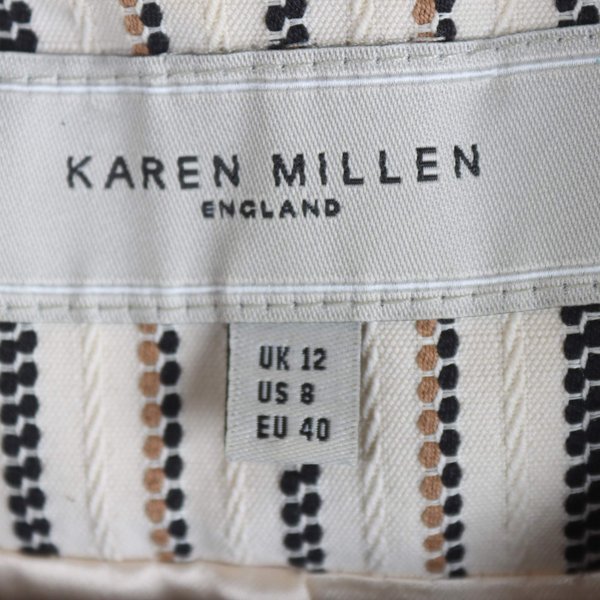 KAREN MILLEN
ENGLAND
UK 12
US 8
EU 40